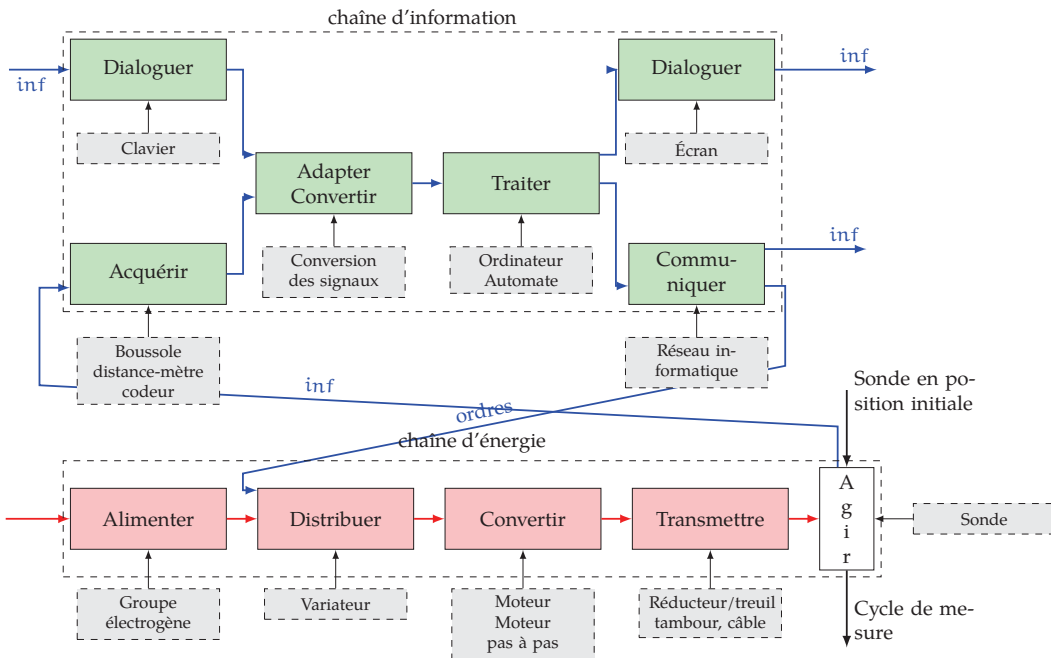 chaîne d'information
Dialoguer
Dialoguer
inf
inf
Clavier
Écran
Adapter
Convertir
Traiter
inf
Acquérir
Conversion
des signaux
Ordinateur
Automate
Commu-
niquer
Boussole
distance-mètre
codeur
Réseau in-
formatique
inf
Sonde en po-
sition initiale
ordres
chaîne d'énergie
Alimenter
Distribuer
Convertir
Transmettre
A
g
i
r
Sonde
Groupe
électrogène
Variateur
Moteur
Moteur
pas à pas
Réducteur/treuil
tambour, câble
Cycle de me-
sure